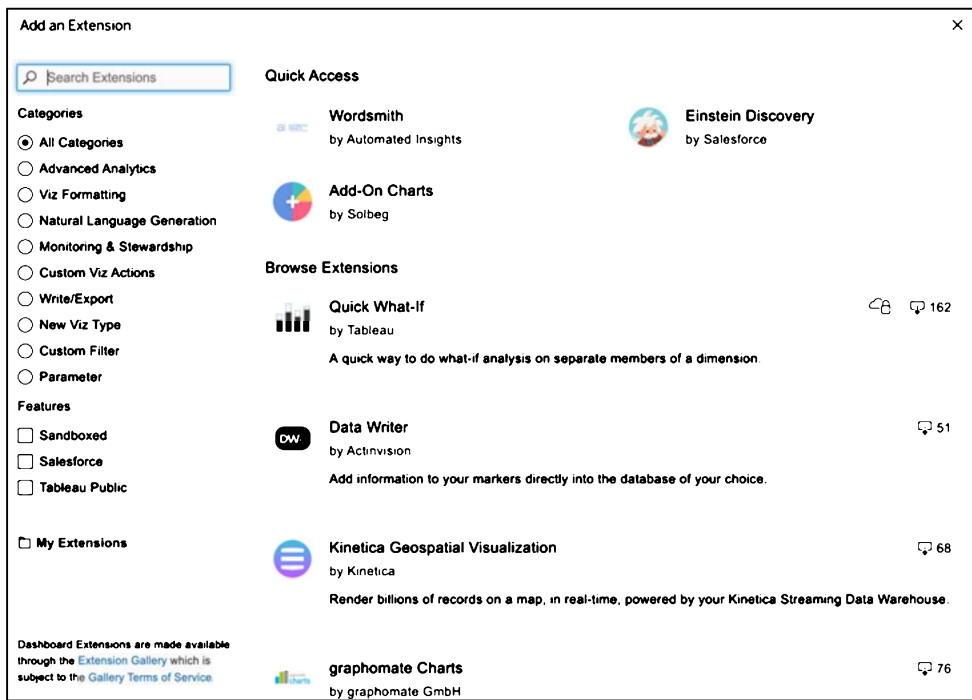 Add an Extension
Search Extensions
Categories
All Categories
Advanced Analytics
Viz Formatting
Natural Language Generation
Monitoring & Stewardship
Custom Viz Actions
Write/Export
New Viz Type
Custom Filter
Parameter
Features
Sandboxed
Salesforce
Tableau Public
My Extensions
Dashboard Extensions are made available
through the Extension Gallery which is
subject to the Gallery Terms of Service
Quick Access
Wordsmith
by Automated Insights
Einstein Discovery
by Salesforce
Add-On Charts
by Solbeg
Browse Extensions
Quick What-If
162
by Tableau
A quick way to do what-if analysis on separate members of a dimension.
DW
Data Writer
51
by Actinvision
Add information to your markers directly into the database of your choice.
Kinetica Geospatial Visualization
68
by Kinetica
Render billions of records on a map, in real-time, powered by your Kinetica Streaming Data Warehouse.
charts
graphomate Charts
76
by graphomate GmbH